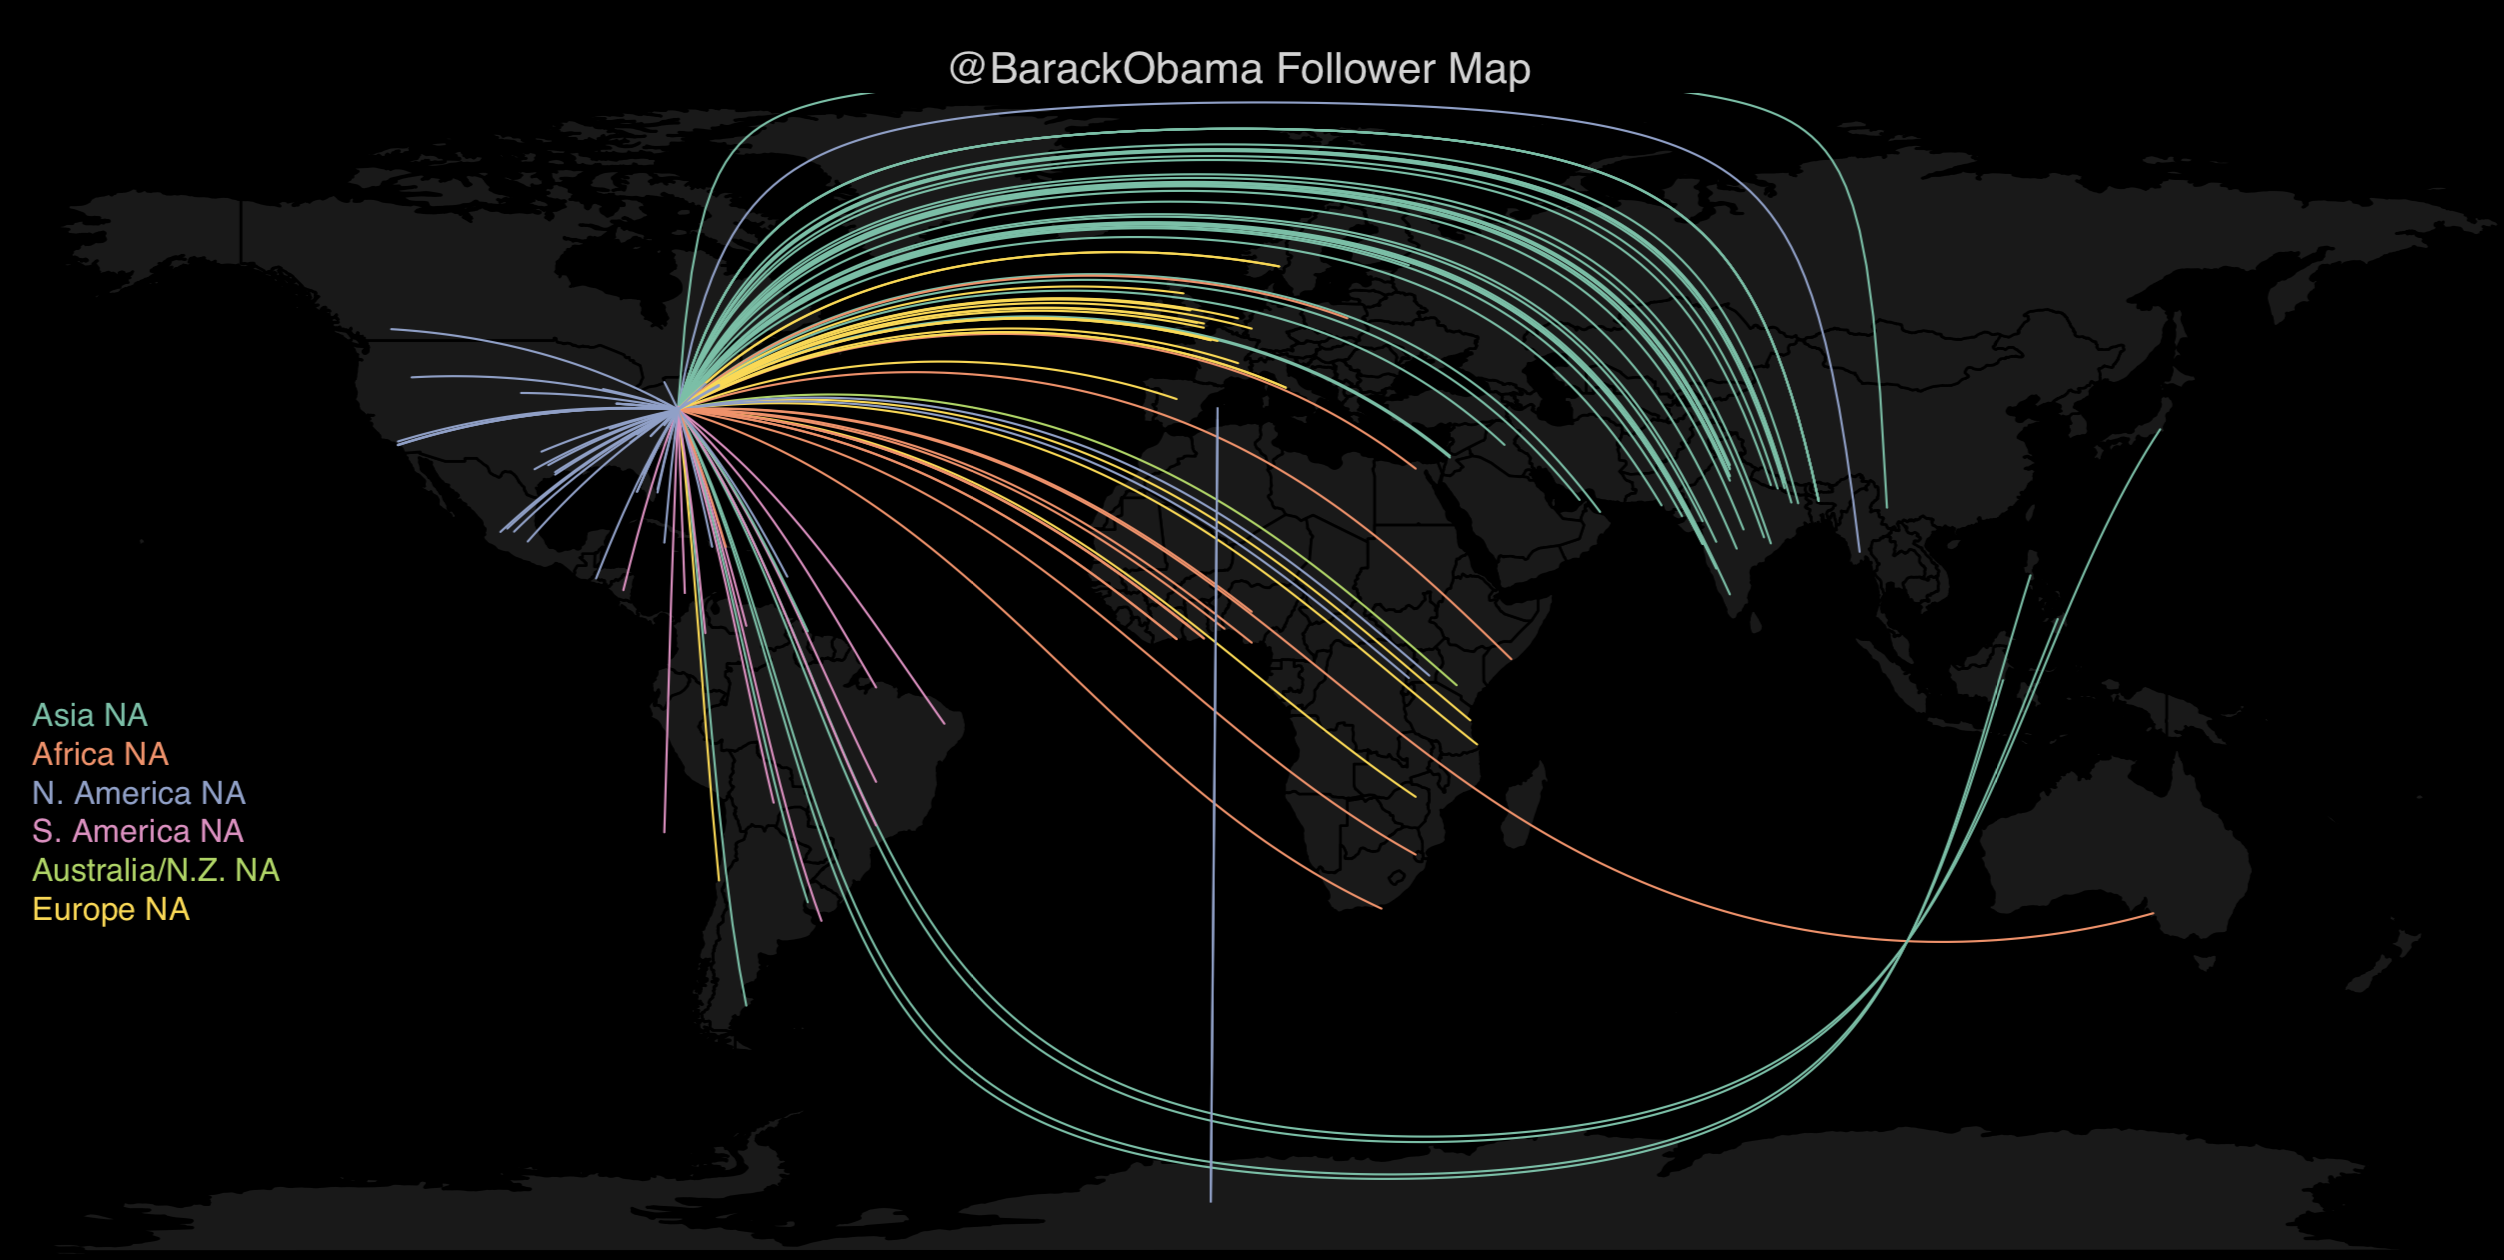 @BarackObama Follower Map
Asia NA
Africa NA
N. America NA
S. America NA
Australia/N.Z. NA
Europe NA